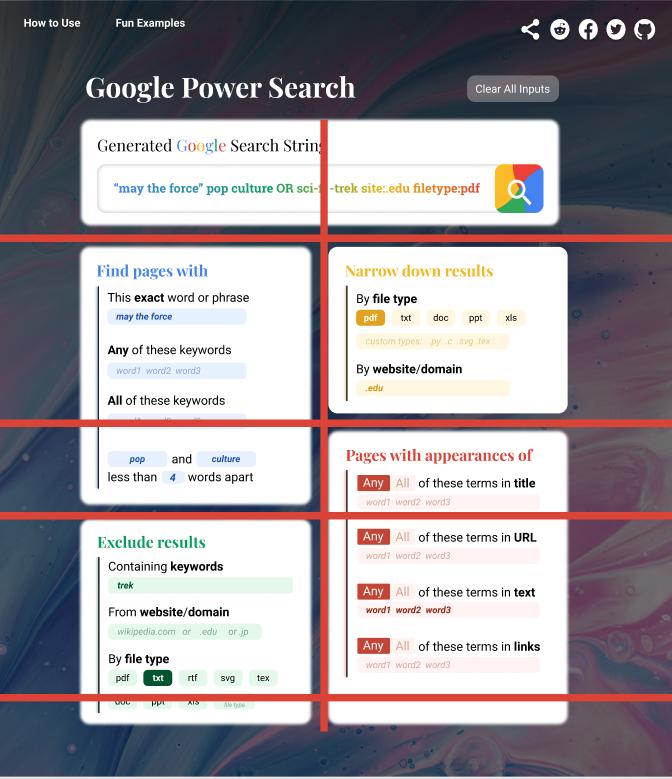 How to Use Fun Examples
Google Power Search
Clear All Inputs
Generated Google Search String
"may the force" pop culture OR sci-fi -trek site:.edu filetype:pdf
Find pages with
This exact word or phrase
may the force
Any of these keywords
word1 word2 word3
All of these keywords
pop and culture
less than 4 words apart
Narrow down results
By file type
pdf txt doc ppt xls
custom types: .py .c .svg .tex
By website/domain
.edu
Pages with appearances of
Any All of these terms in title
word1 word2 word3
Any All of these terms in URL
word1 word2 word3
Any All of these terms in text
word1 word2 word3
Any All of these terms in links
word1 word2 word3
Exclude results
Containing keywords
trek
From website/domain
wikipedia.com or .edu or .jp
By file type
pdf txt rtf svg tex
doc ppt xls file type